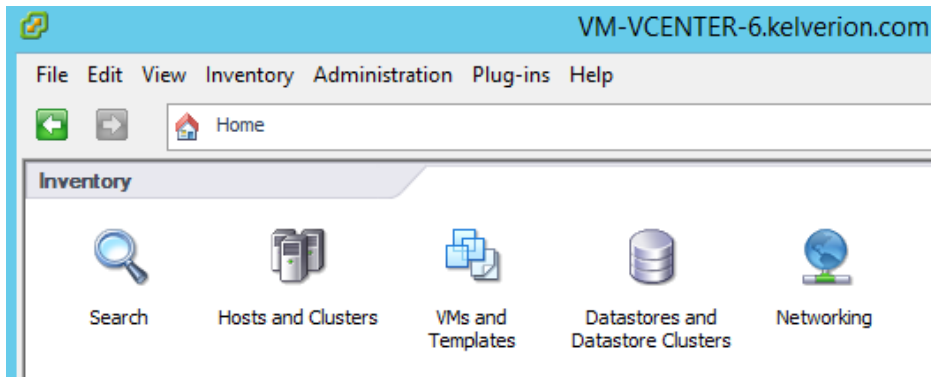 VM-VCENTER-6.kelverion.com
File Edit View Inventory Administration Plug-ins Help
Home
Inventory
Search
Hosts and Clusters
VMs and
Templates
Datastores and
Datastore Clusters
Networking